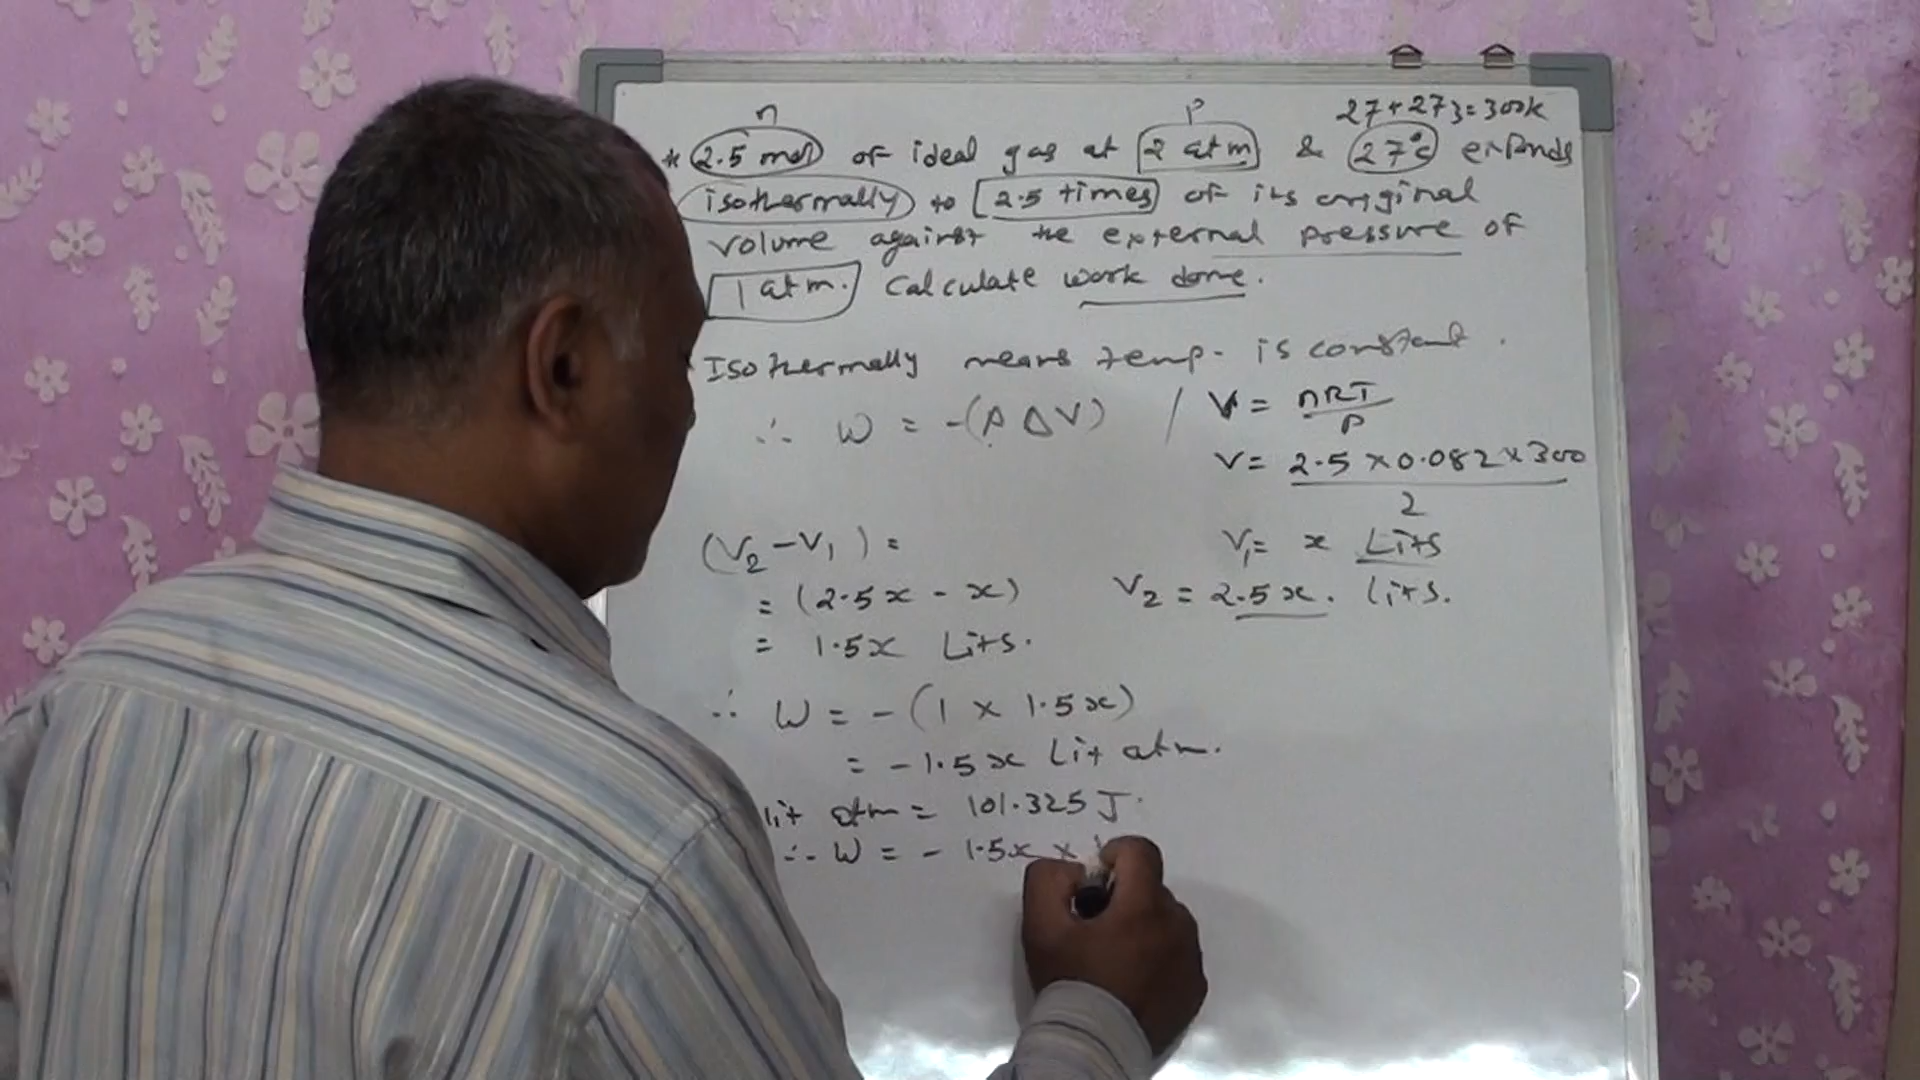 n
P
27+273=300k
* 2.5 mol of ideal gas at 2 atm & 27°c expands
isothermally to 2.5 times of its original
volume against the external pressure of
1 atm. Calculate work done.
Isothermally means temp. is constant.
∴ W = -(P ΔV) / V = nRT/P
V = 2.5 x 0.082 x 300 / 2
(V2 - V1) =
V1 = x Lits
= (2.5x - x)
V2 = 2.5x. Lits.
= 1.5x Lits.
∴ W = -(1 x 1.5x)
= -1.5x Lit atm.
lit atm = 101.325 J.
∴ W = - 1.5x x